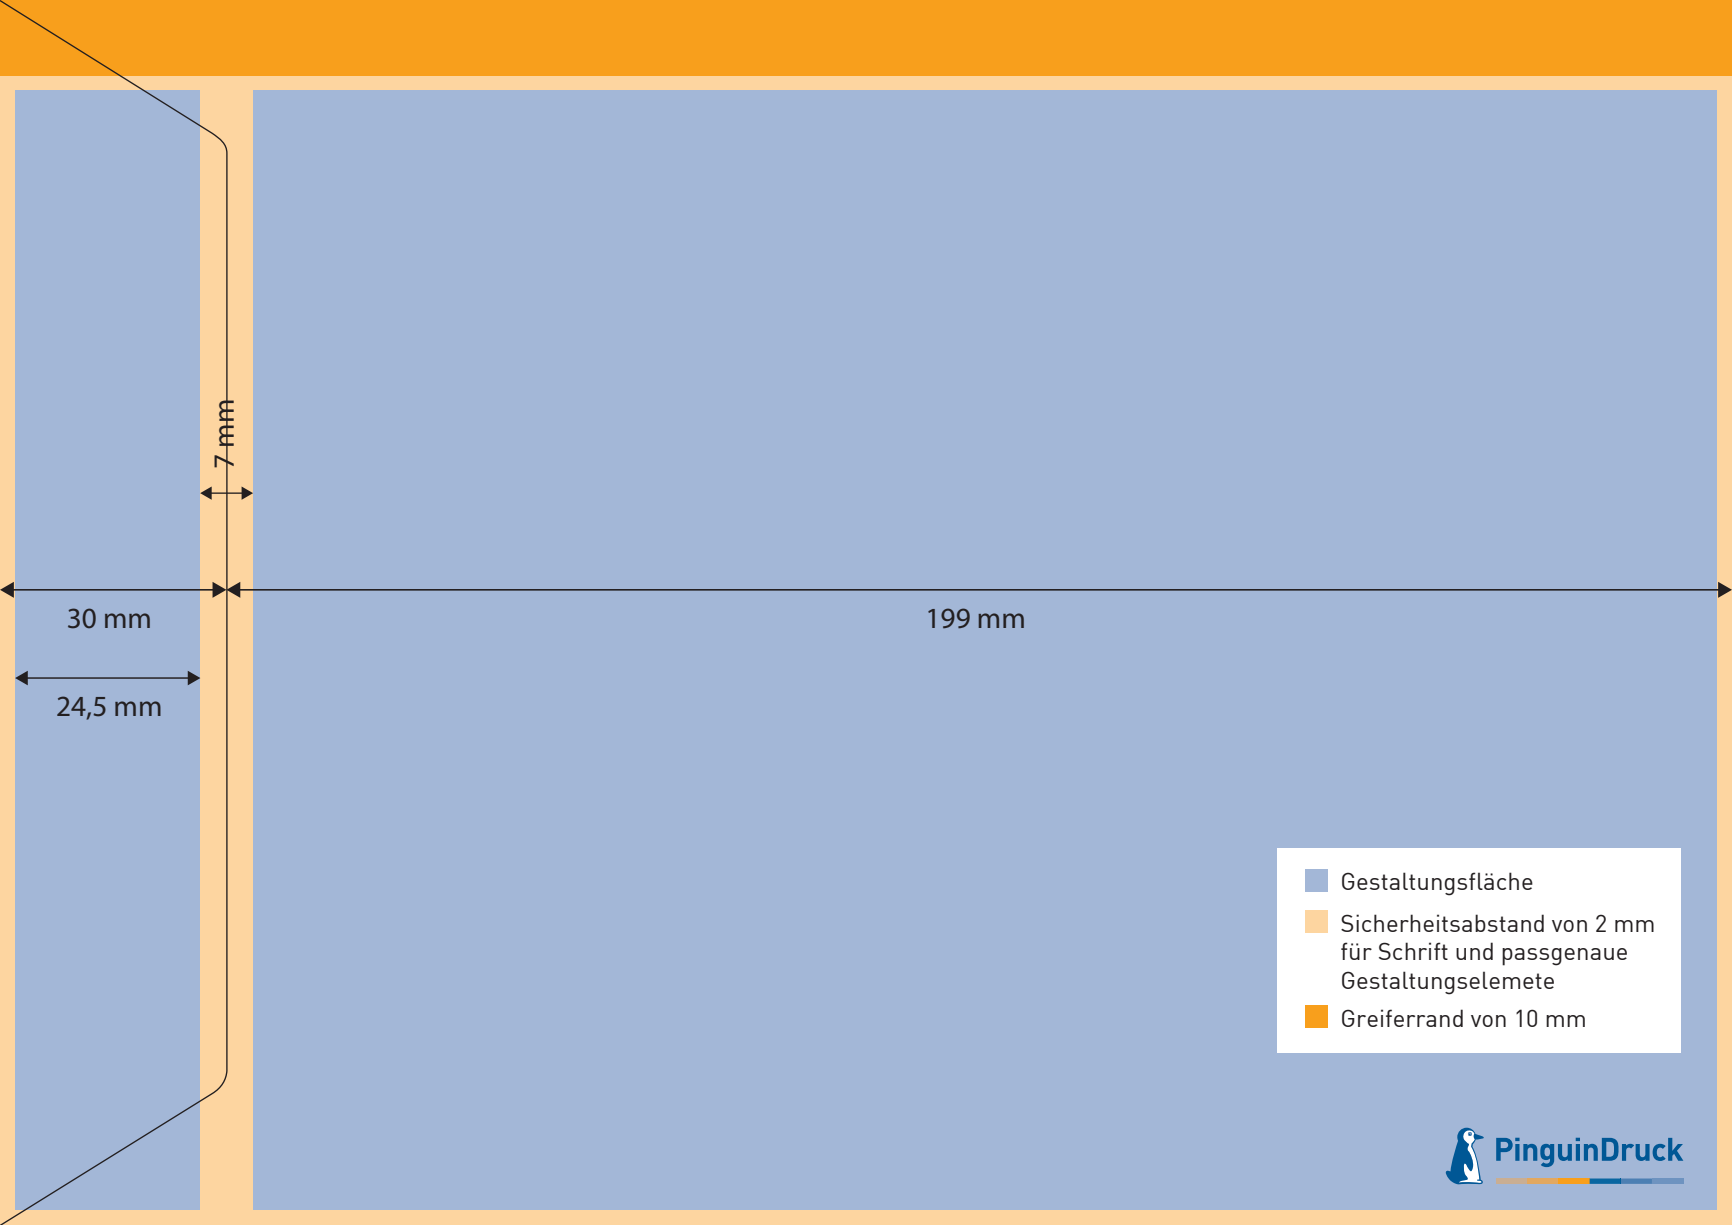 7 mm
30 mm
199 mm
24,5 mm
Gestaltungsfläche
Sicherheitsabstand von 2 mm
für Schrift und passgenaue
Gestaltungselemete
Greiferrand von 10 mm
PinguinDruck